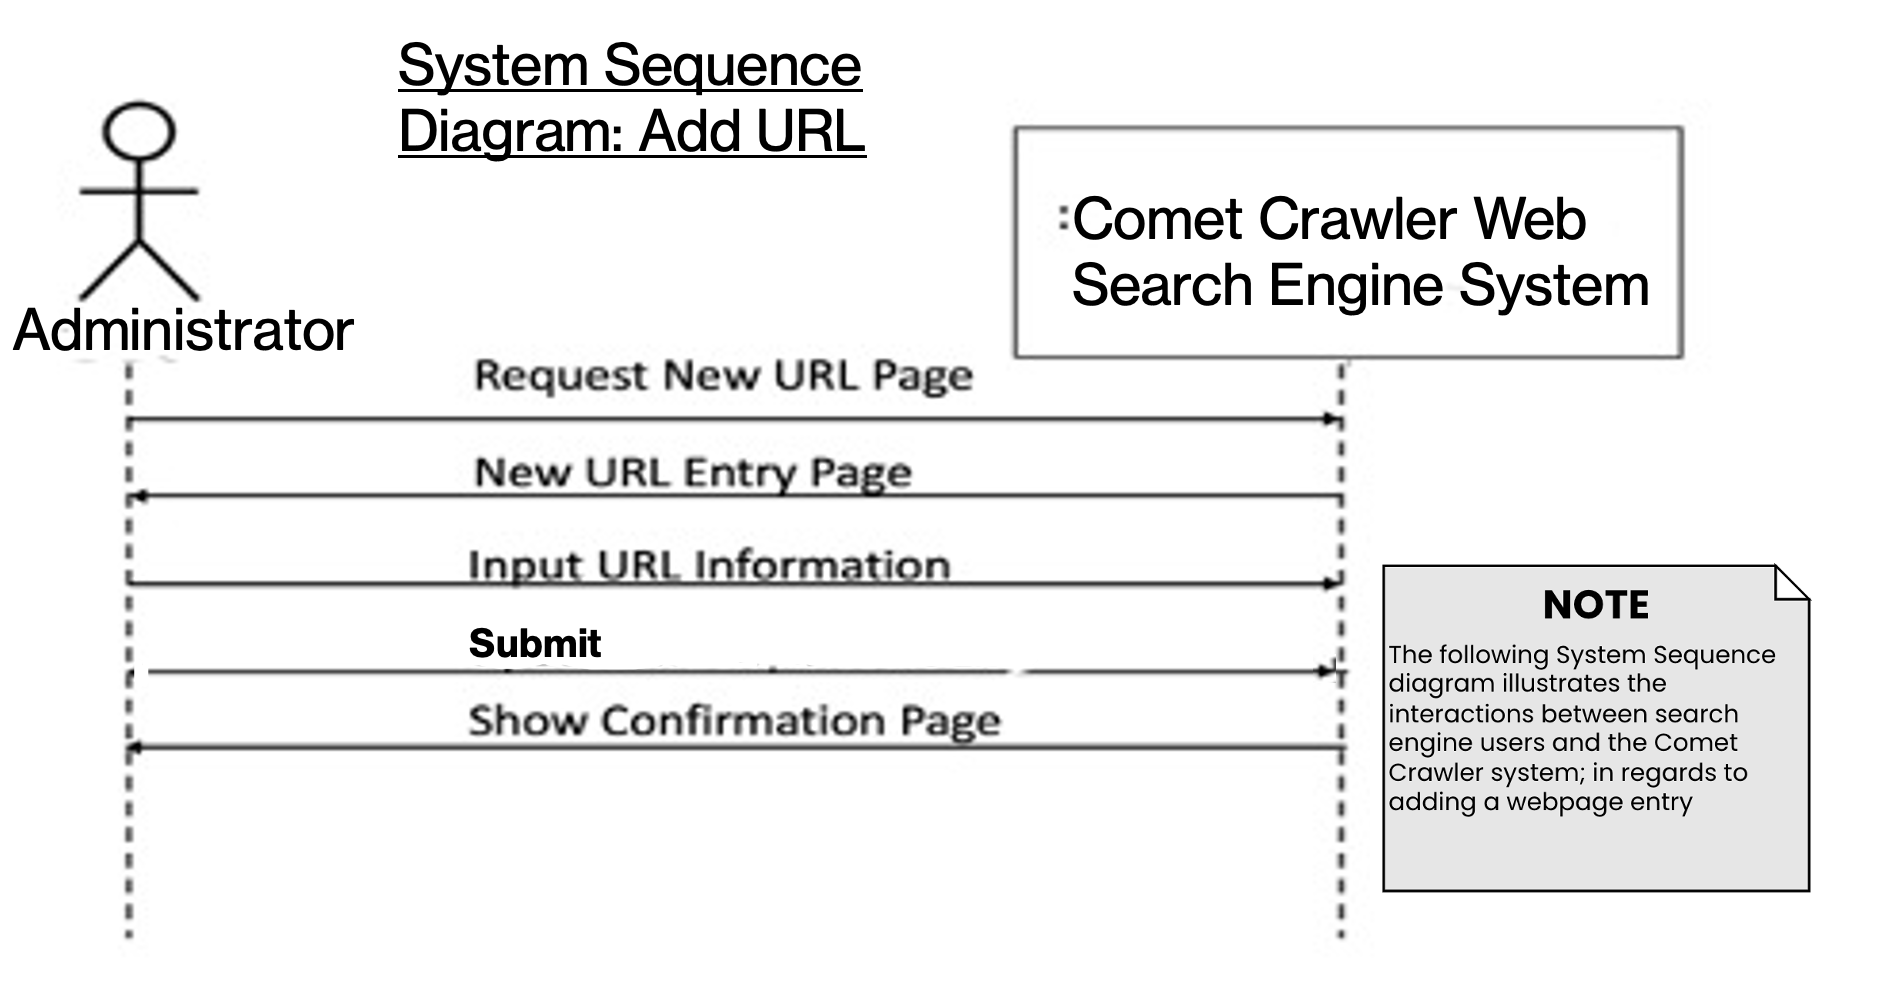 System Sequence
Diagram: Add URL
:Comet Crawler Web
Search Engine System
Administrator
Request New URL Page
New URL Entry Page
Input URL Information
Submit
Show Confirmation Page
NOTE
The following System Sequence
diagram illustrates the
interactions between search
engine users and the Comet
Crawler system; in regards to
adding a webpage entry